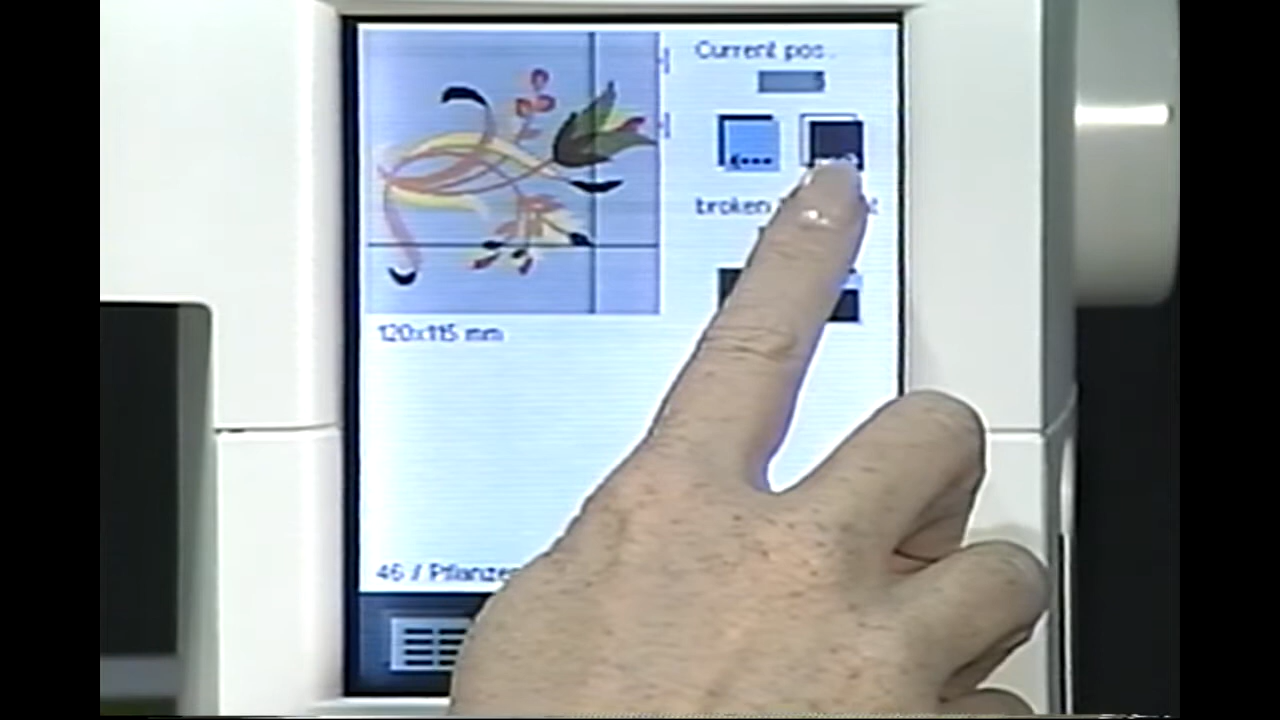 Current pos.
broken
120x115 mm
46 / Pflanze